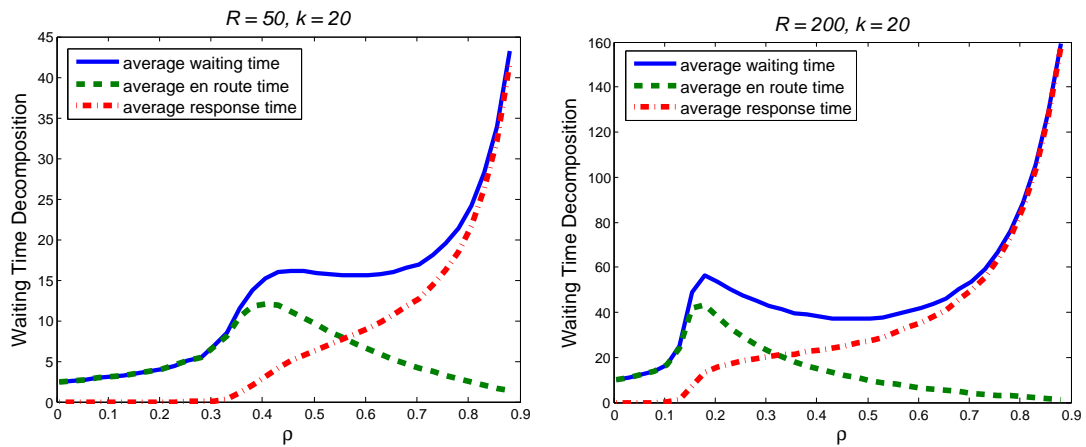 R = 50, k = 20
Waiting Time Decomposition
45
40
35
30
25
20
15
10
5
0
average waiting time
average en route time
average response time
0 0.1 0.2 0.3 0.4 0.5 0.6 0.7 0.8 0.9
ρ
R = 200, k = 20
Waiting Time Decomposition
160
140
120
100
80
60
40
20
0
average waiting time
average en route time
average response time
0 0.1 0.2 0.3 0.4 0.5 0.6 0.7 0.8 0.9
ρ